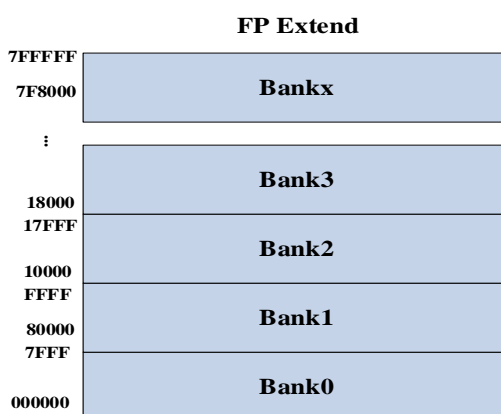 FP Extend
7FFFFF
7F8000
Bankx
...
Bank3
18000
17FFF
Bank2
10000
FFFF
Bank1
80000
7FFF
Bank0
000000